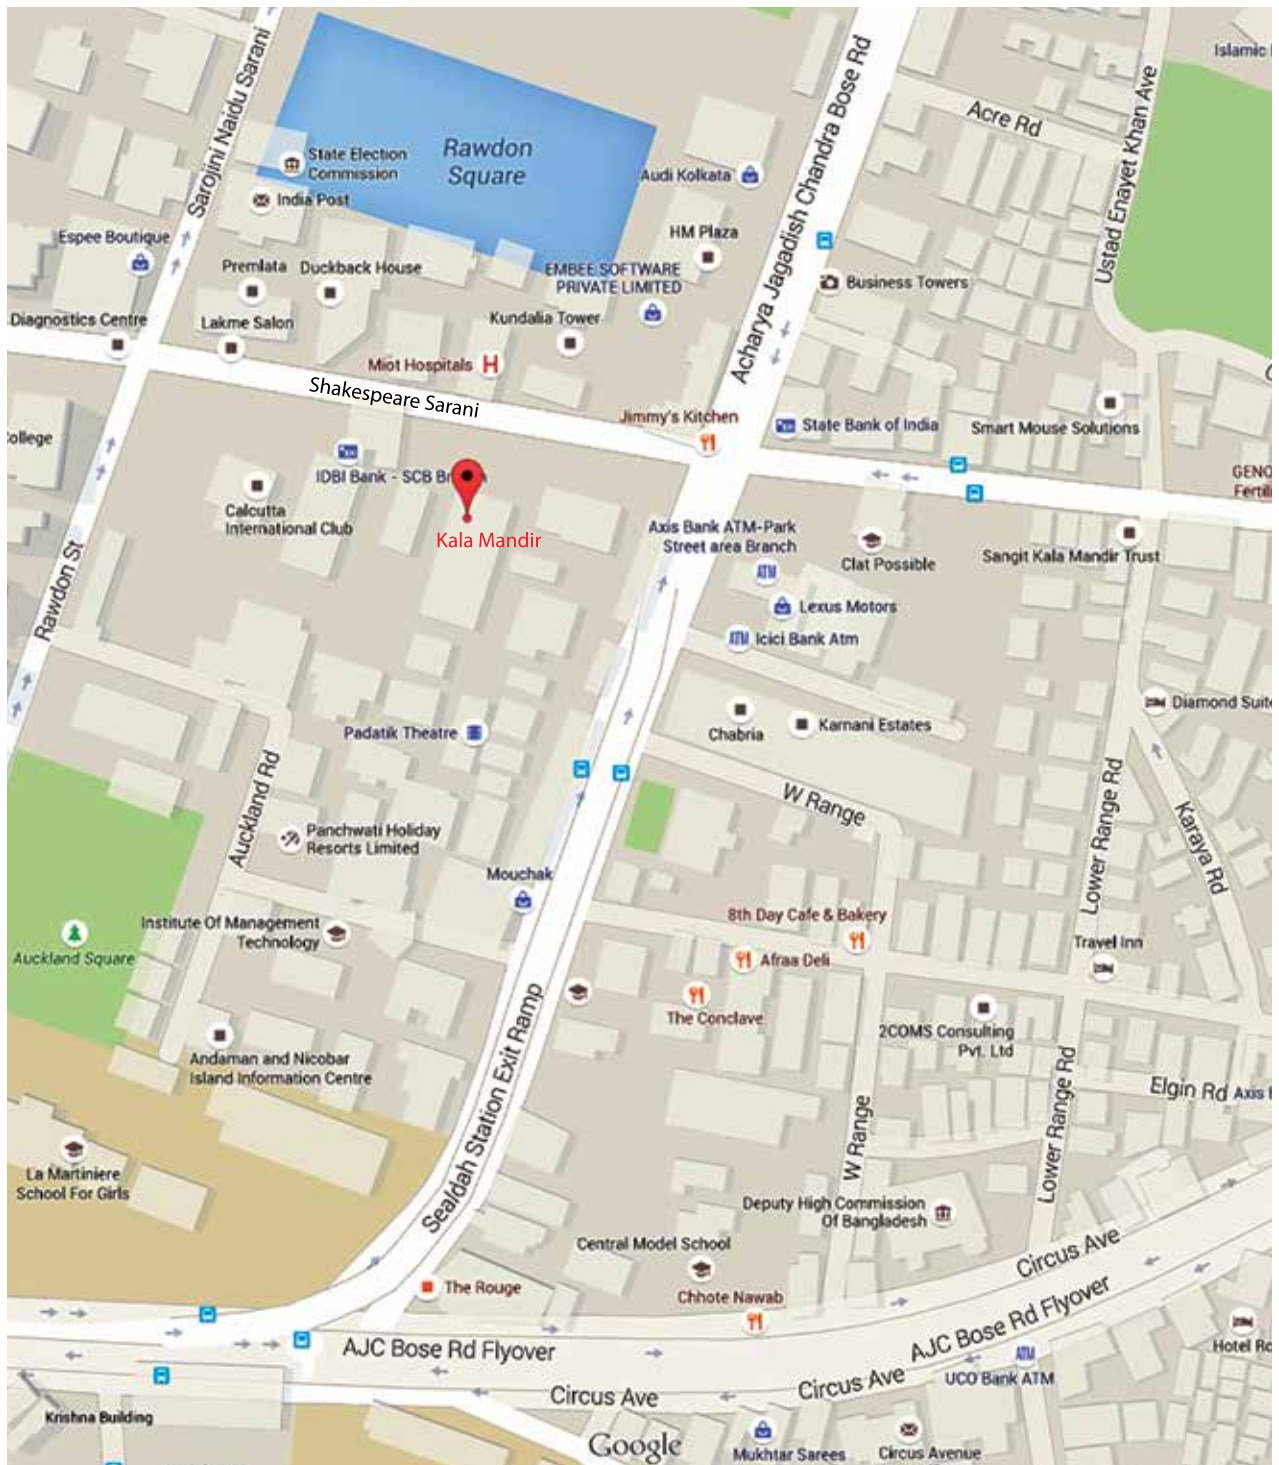 Sarojini Naidu Sarani
Rawdon
Square
Acharya Jagadish Chandra Bose Rd
Acre Rd
Ustad Enayet Khan Ave
Islamic
State Election
Commission
India Post
Audi Kolkata
HM Plaza
Espee Boutique
Premlata
Duckback House
EMBEE SOFTWARE
PRIVATE LIMITED
Business Towers
Diagnostics Centre
Lakme Salon
Kundalia Tower
Miot Hospitals
H
Shakespeare Sarani
Jimmy's Kitchen
State Bank of India
Smart Mouse Solutions
ollege
IDBI Bank - SCB Br
GENO
Fertili
Calcutta
International Club
Kala Mandir
Axis Bank ATM-Park
Street area Branch
ATM
Clat Possible
Sangit Kala Mandir Trust
Rawdon St
Lexus Motors
ATM
Icici Bank Atm
Diamond Suite
Chabria
Karnani Estates
Padatik Theatre
W Range
Lower Range Rd
Karaya Rd
Auckland Rd
Panchwati Holiday
Resorts Limited
Mouchak
Institute Of Management
Technology
8th Day Cafe & Bakery
Afraa Deli
Travel Inn
Auckland Square
The Conclave
2COMS Consulting
Pvt. Ltd
Sealdah Station Exit Ramp
Andaman and Nicobar
Island Information Centre
Elgin Rd
Axis
W Range
Lower Range Rd
La Martiniere
School For Girls
Deputy High Commission
Of Bangladesh
Central Model School
Circus Ave
The Rouge
Chhote Nawab
AJC Bose Rd Flyover
AJC Bose Rd Flyover
Hotel Ro
ATM
UCO Bank ATM
Circus Ave
Circus Ave
Krishna Building
Google
Mukhtar Sarees
Circus Avenue